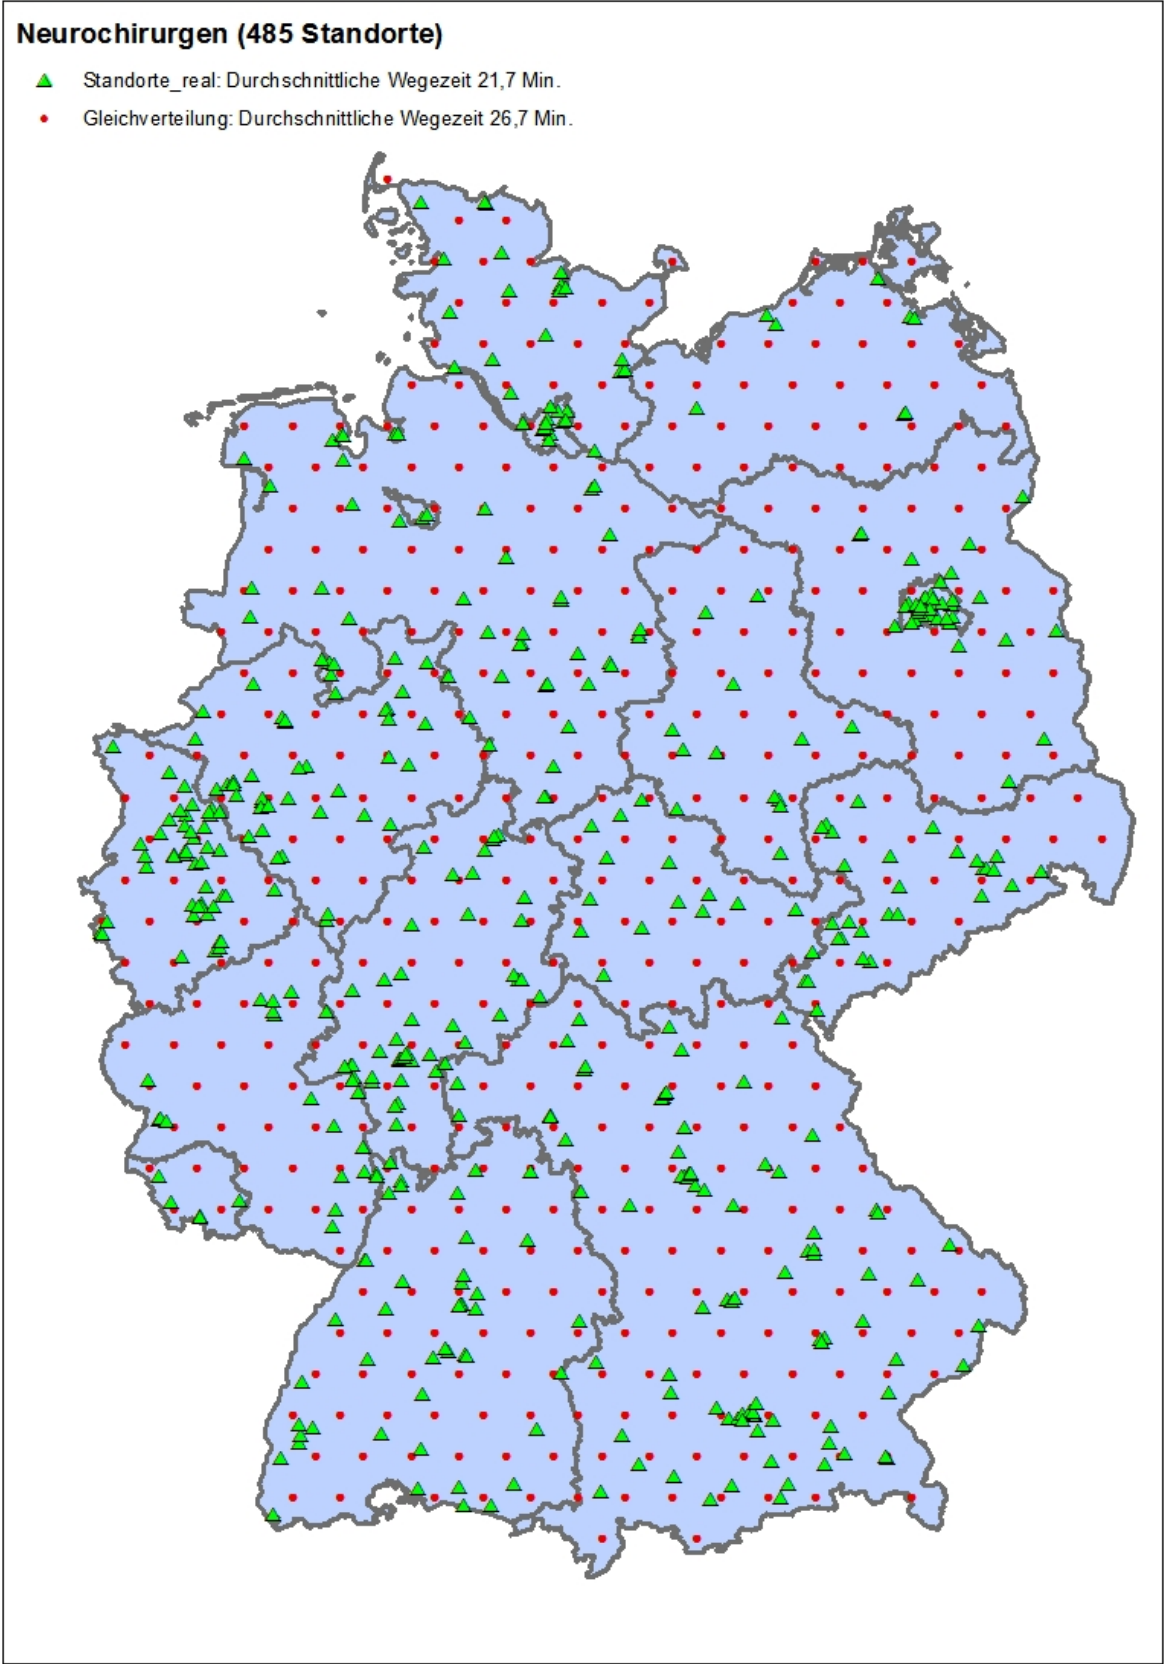 Neurochirurgen (485 Standorte)
Standorte_real: Durchschnittliche Wegezeit 21,7 Min.
Gleichverteilung: Durchschnittliche Wegezeit 26,7 Min.